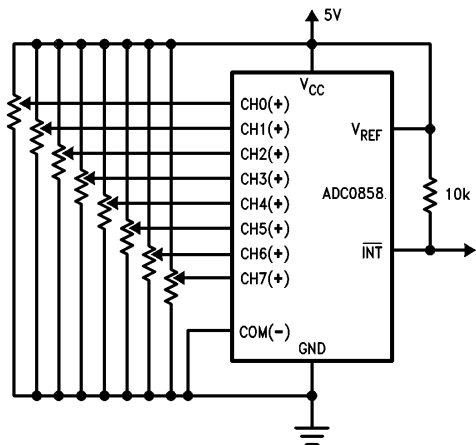 5V
VCC
CH0(+)
CH1(+)
VREF
CH2(+)
CH3(+)
ADC0858.
10k
CH4(+)
CH5(+)
CH6(+)
INT
CH7(+)
COM(-)
GND